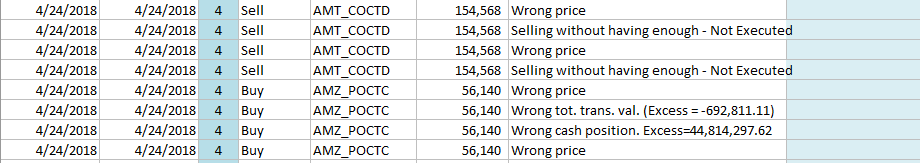 4/24/2018 4/24/2018 4 Sell AMT_COCTD 154,568 Wrong price
4/24/2018 4/24/2018 4 Sell AMT_COCTD 154,568 Selling without having enough - Not Executed
4/24/2018 4/24/2018 4 Sell AMT_COCTD 154,568 Wrong price
4/24/2018 4/24/2018 4 Sell AMT_COCTD 154,568 Selling without having enough - Not Executed
4/24/2018 4/24/2018 4 Buy AMZ_POCTC 56,140 Wrong price
4/24/2018 4/24/2018 4 Buy AMZ_POCTC 56,140 Wrong tot. trans. val. (Excess = -692,811.11)
4/24/2018 4/24/2018 4 Buy AMZ_POCTC 56,140 Wrong cash position. Excess=44,814,297.62
4/24/2018 4/24/2018 4 Buy AMZ_POCTC 56,140 Wrong price